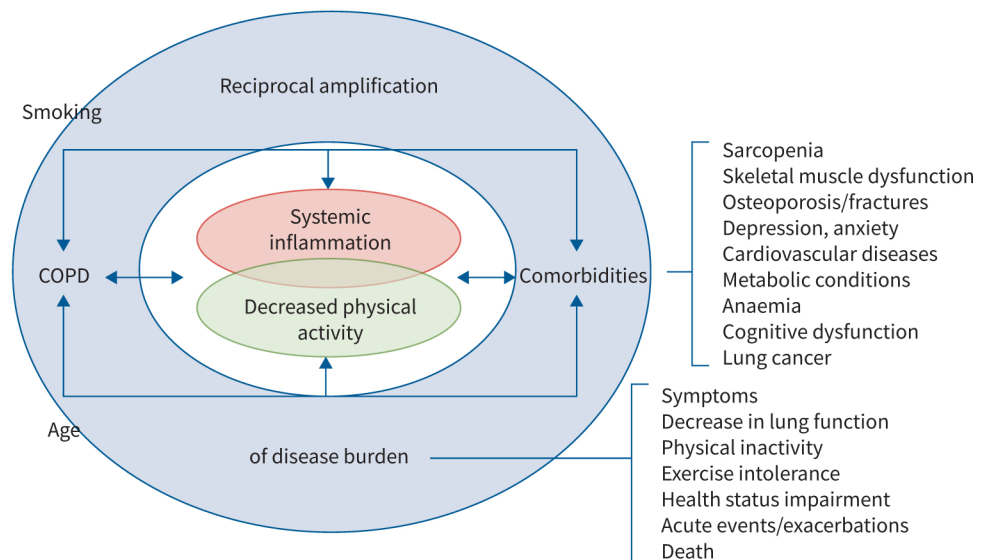 Reciprocal amplification
Smoking
Systemic
inflammation
COPD
Comorbidities
Decreased physical
activity
Age
of disease burden
Sarcopenia
Skeletal muscle dysfunction
Osteoporosis/fractures
Depression, anxiety
Cardiovascular diseases
Metabolic conditions
Anaemia
Cognitive dysfunction
Lung cancer
Symptoms
Decrease in lung function
Physical inactivity
Exercise intolerance
Health status impairment
Acute events/exacerbations
Death